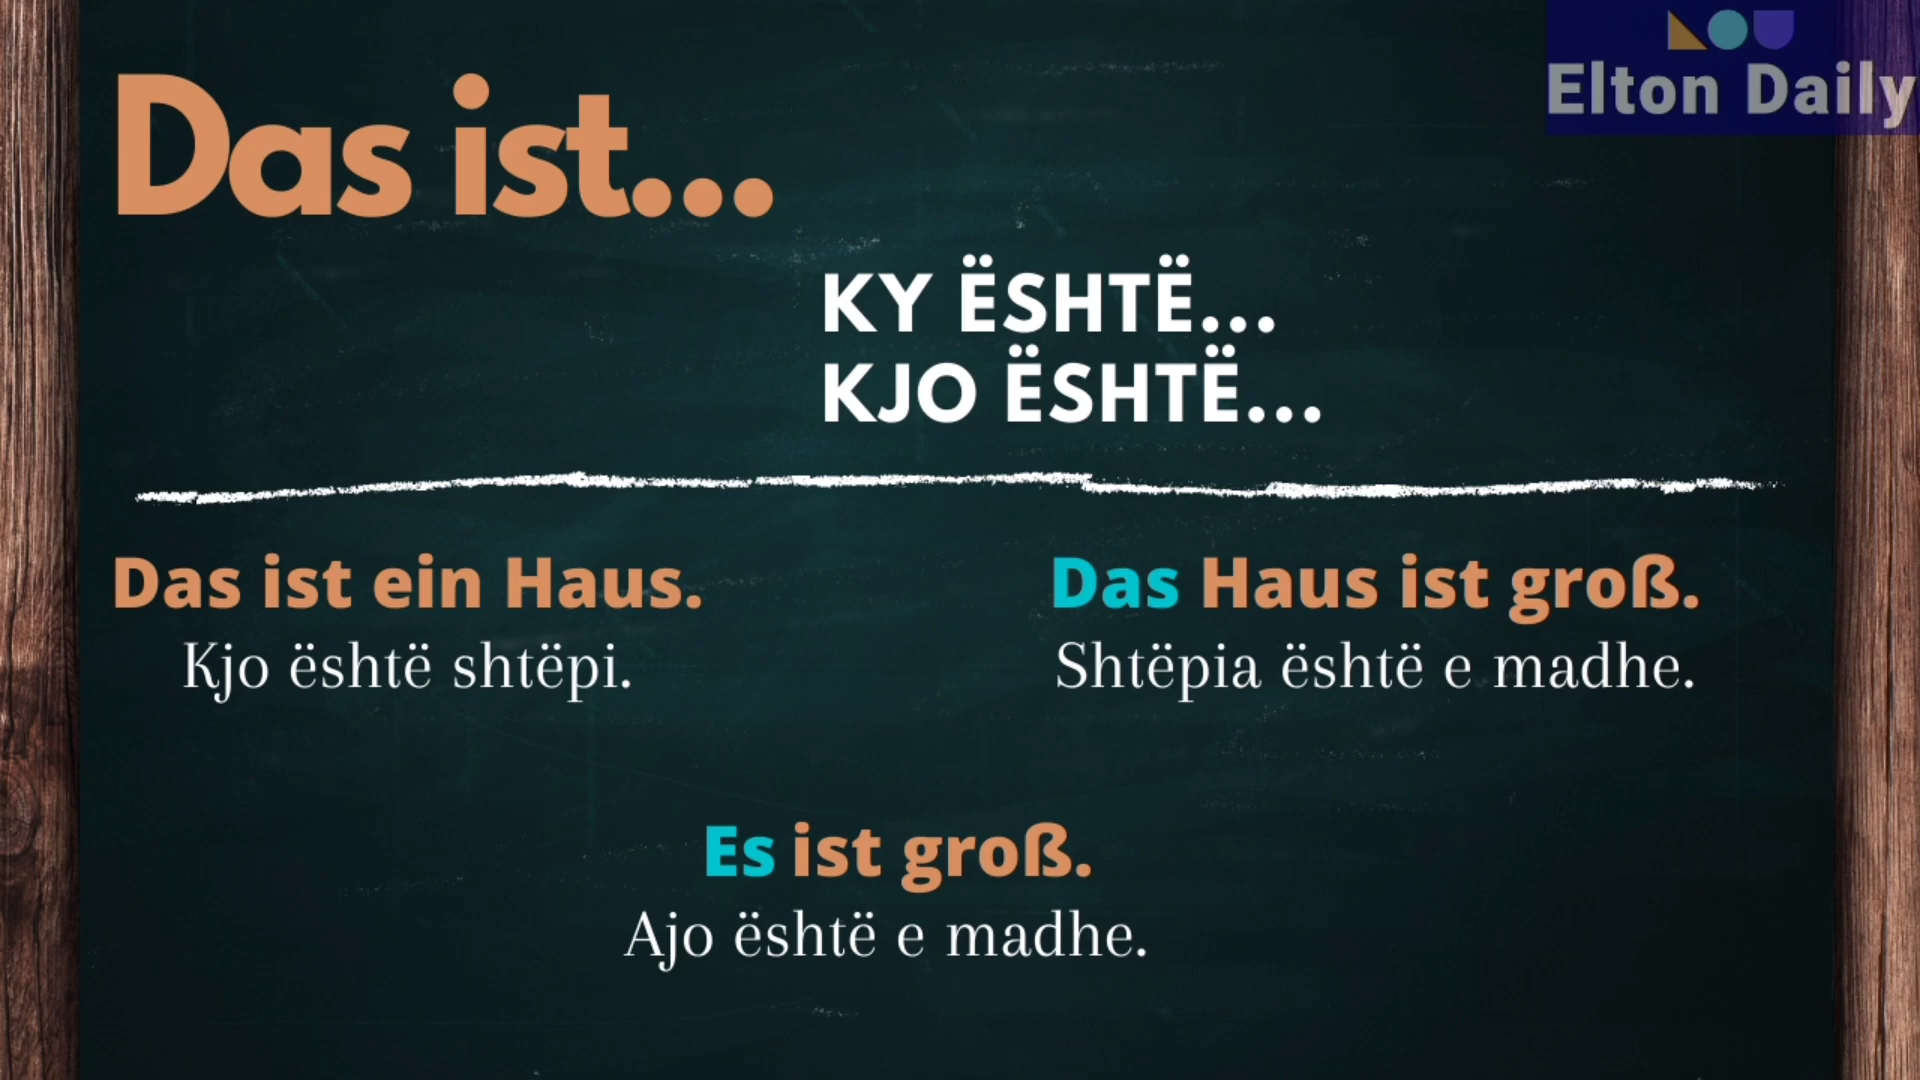 Elton Daily
Das ist...
KY ËSHTË...
KJO ËSHTË...
Das ist ein Haus.
Kjo është shtëpi.
Das Haus ist groß.
Shtëpia është e madhe.
Es ist groß.
Ajo është e madhe.